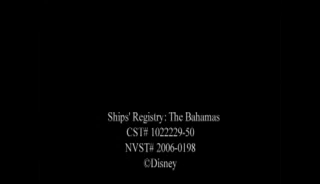 Ships' Registry: The Bahamas
CST# 1022229-50
NVST# 2006-0198
©Disney